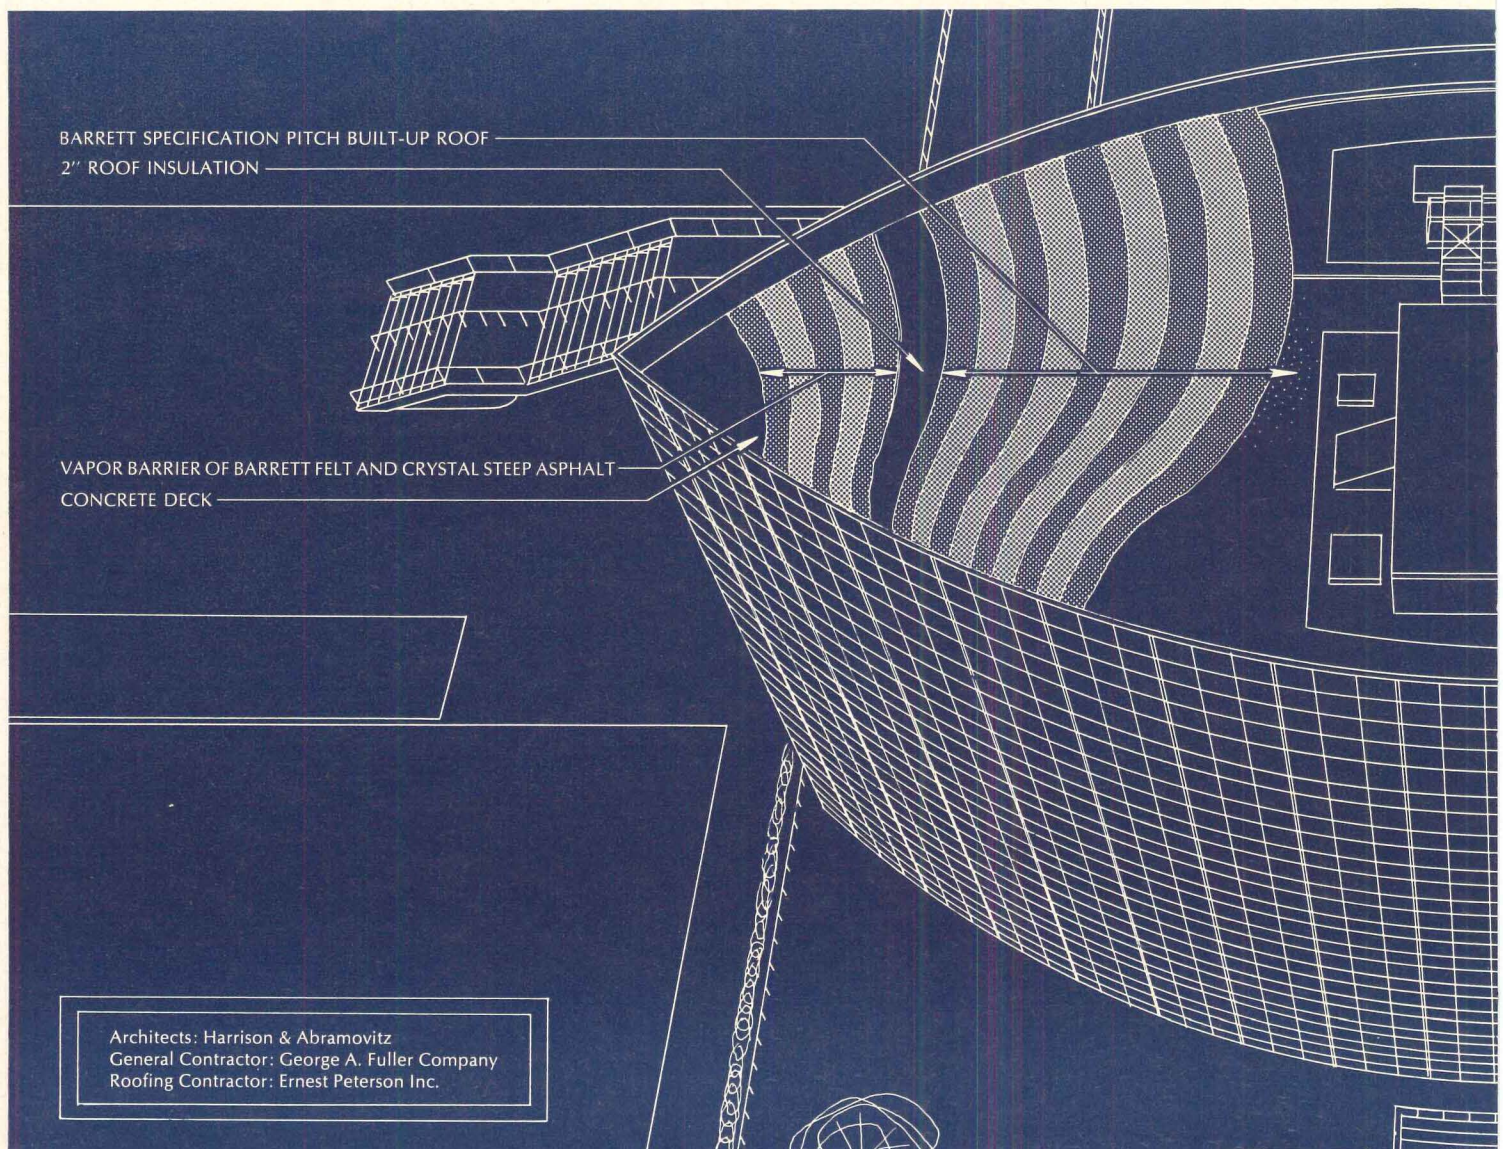 BARRETT SPECIFICATION PITCH BUILT-UP ROOF
2" ROOF INSULATION
VAPOR BARRIER OF BARRETT FELT AND CRYSTAL STEEP ASPHALT
CONCRETE DECK
Architects: Harrison & Abramovitz
General Contractor: George A. Fuller Company
Roofing Contractor: Ernest Peterson Inc.